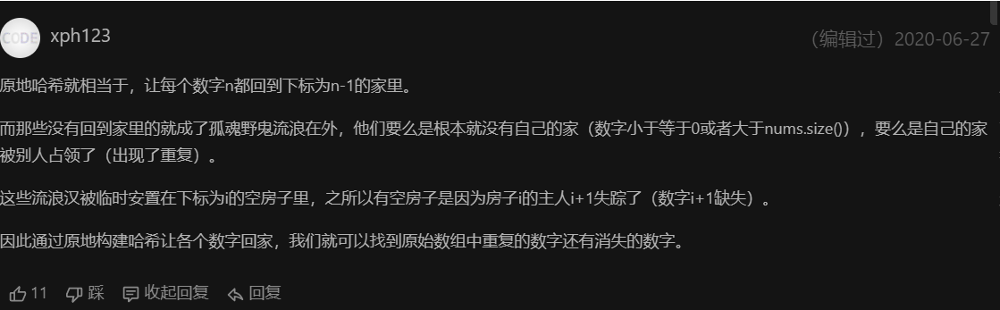 CODE
xph123
（编辑过）2020-06-27
原地哈希就相当于，让每个数字n都回到下标为n-1的家里。
而那些没有回到家里的就成了孤魂野鬼流浪在外，他们要么是根本就没有自己的家（数字小于等于0或者大于nums.size()），要么是自己的家
被别人占领了（出现了重复）。
这些流浪汉被临时安置在下标为i的空房子里，之所以有空房子是因为房子i的主人i+1失踪了（数字i+1缺失）。
因此通过原地构建哈希让各个数字回家，我们就可以找到原始数组中重复的数字还有消失的数字。
11 踩 收起回复 回复